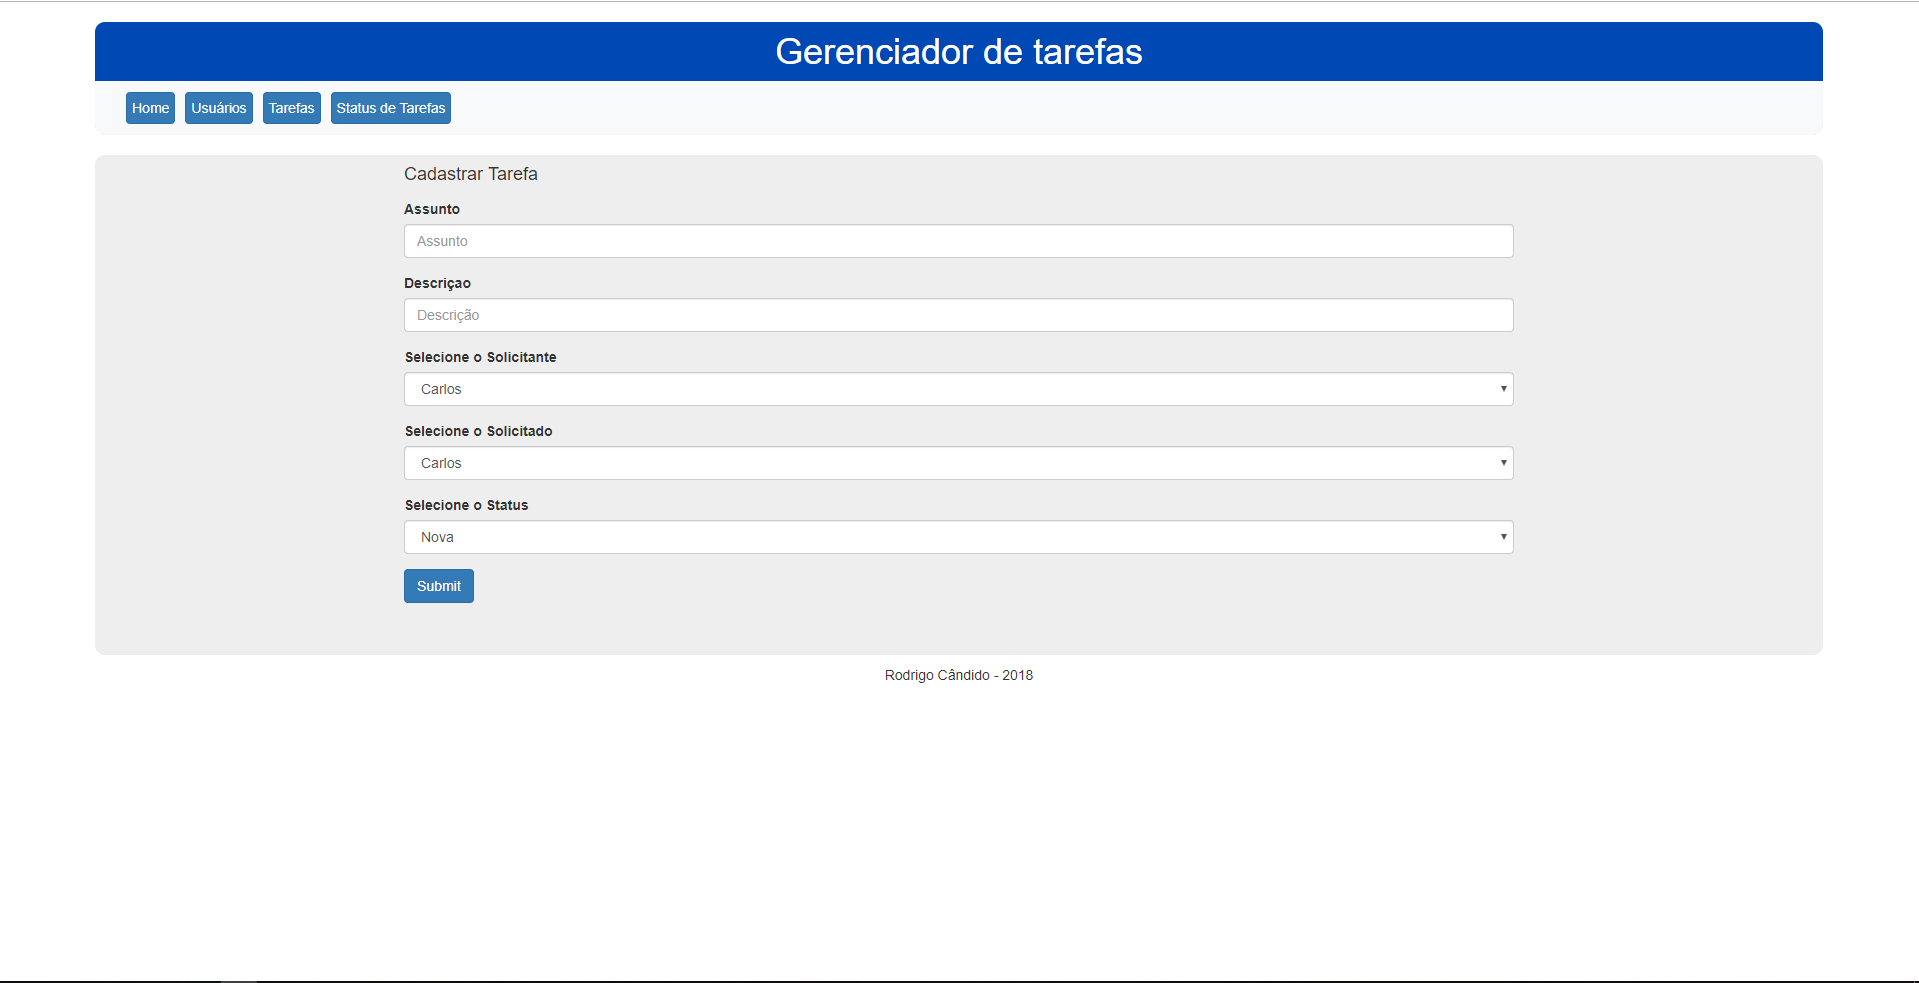 Gerenciador de tarefas
Home Usuários Tarefas Status de Tarefas
Cadastrar Tarefa
Assunto
Assunto
Descriçao
Descrição
Selecione o Solicitante
Carlos
Selecione o Solicitado
Carlos
Selecione o Status
Nova
Submit
Rodrigo Cândido - 2018